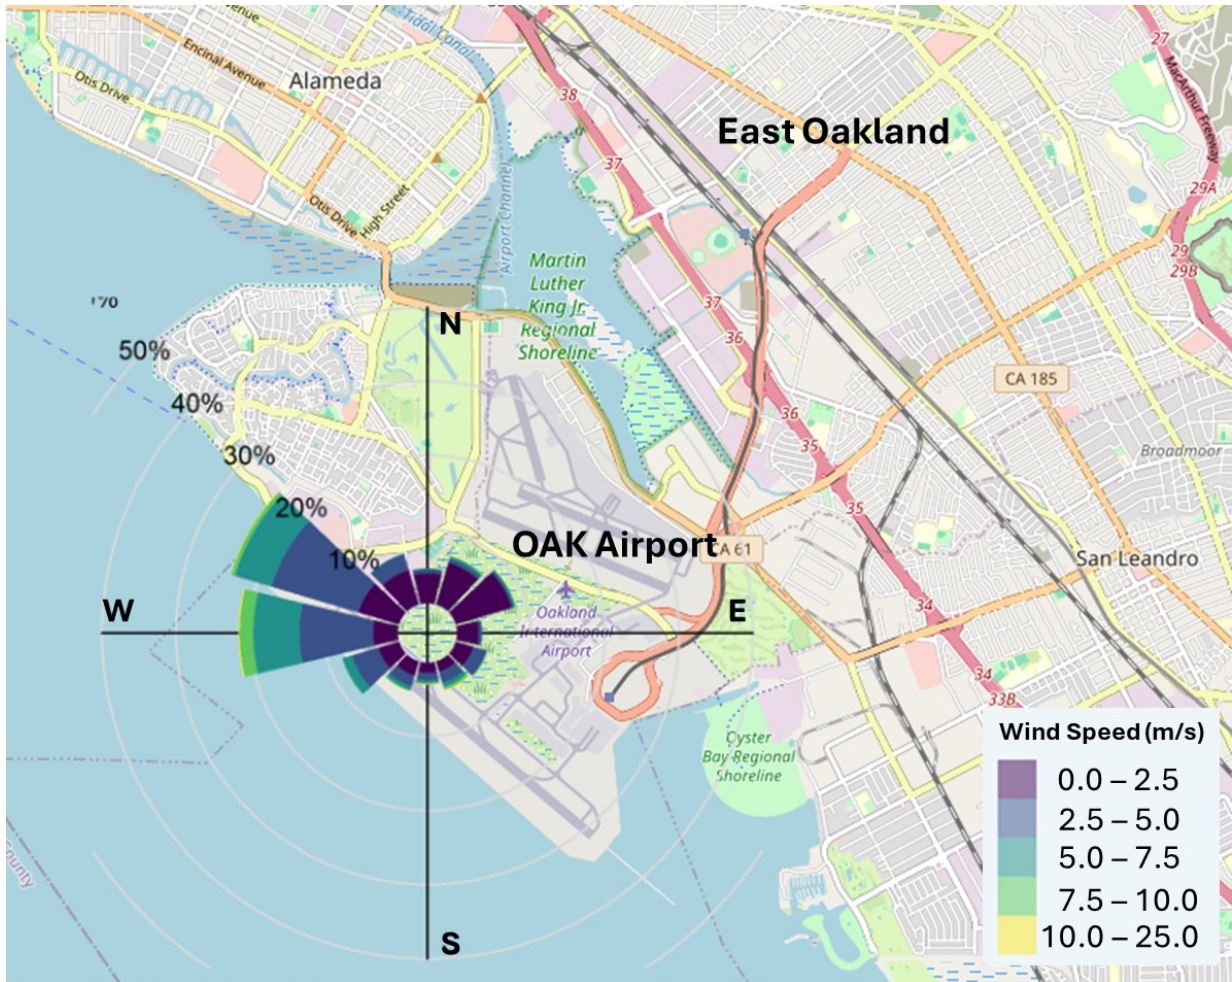 Avenue
Tidal Canal
Encinal Avenue
Alameda
Otis Drive
38
27
MacArthur Freeway
East Oakland
37
Airport Channel
High Street
Otis Drive
29A
29
29B
Martin
Luther
King Jr
Regional
Shoreline
37
36
N
50%
40%
CA 185
36
35
30%
Broadmoor
20%
35
10%
OAK Airport
CA 61
San Leandro
W
E
Oakland
International
Airport
34
34
33B
Oyster
Bay Regional
Shoreline
Wind Speed (m/s)
0.0 – 2.5
2.5 – 5.0
5.0 – 7.5
7.5 – 10.0
10.0 – 25.0
County
S